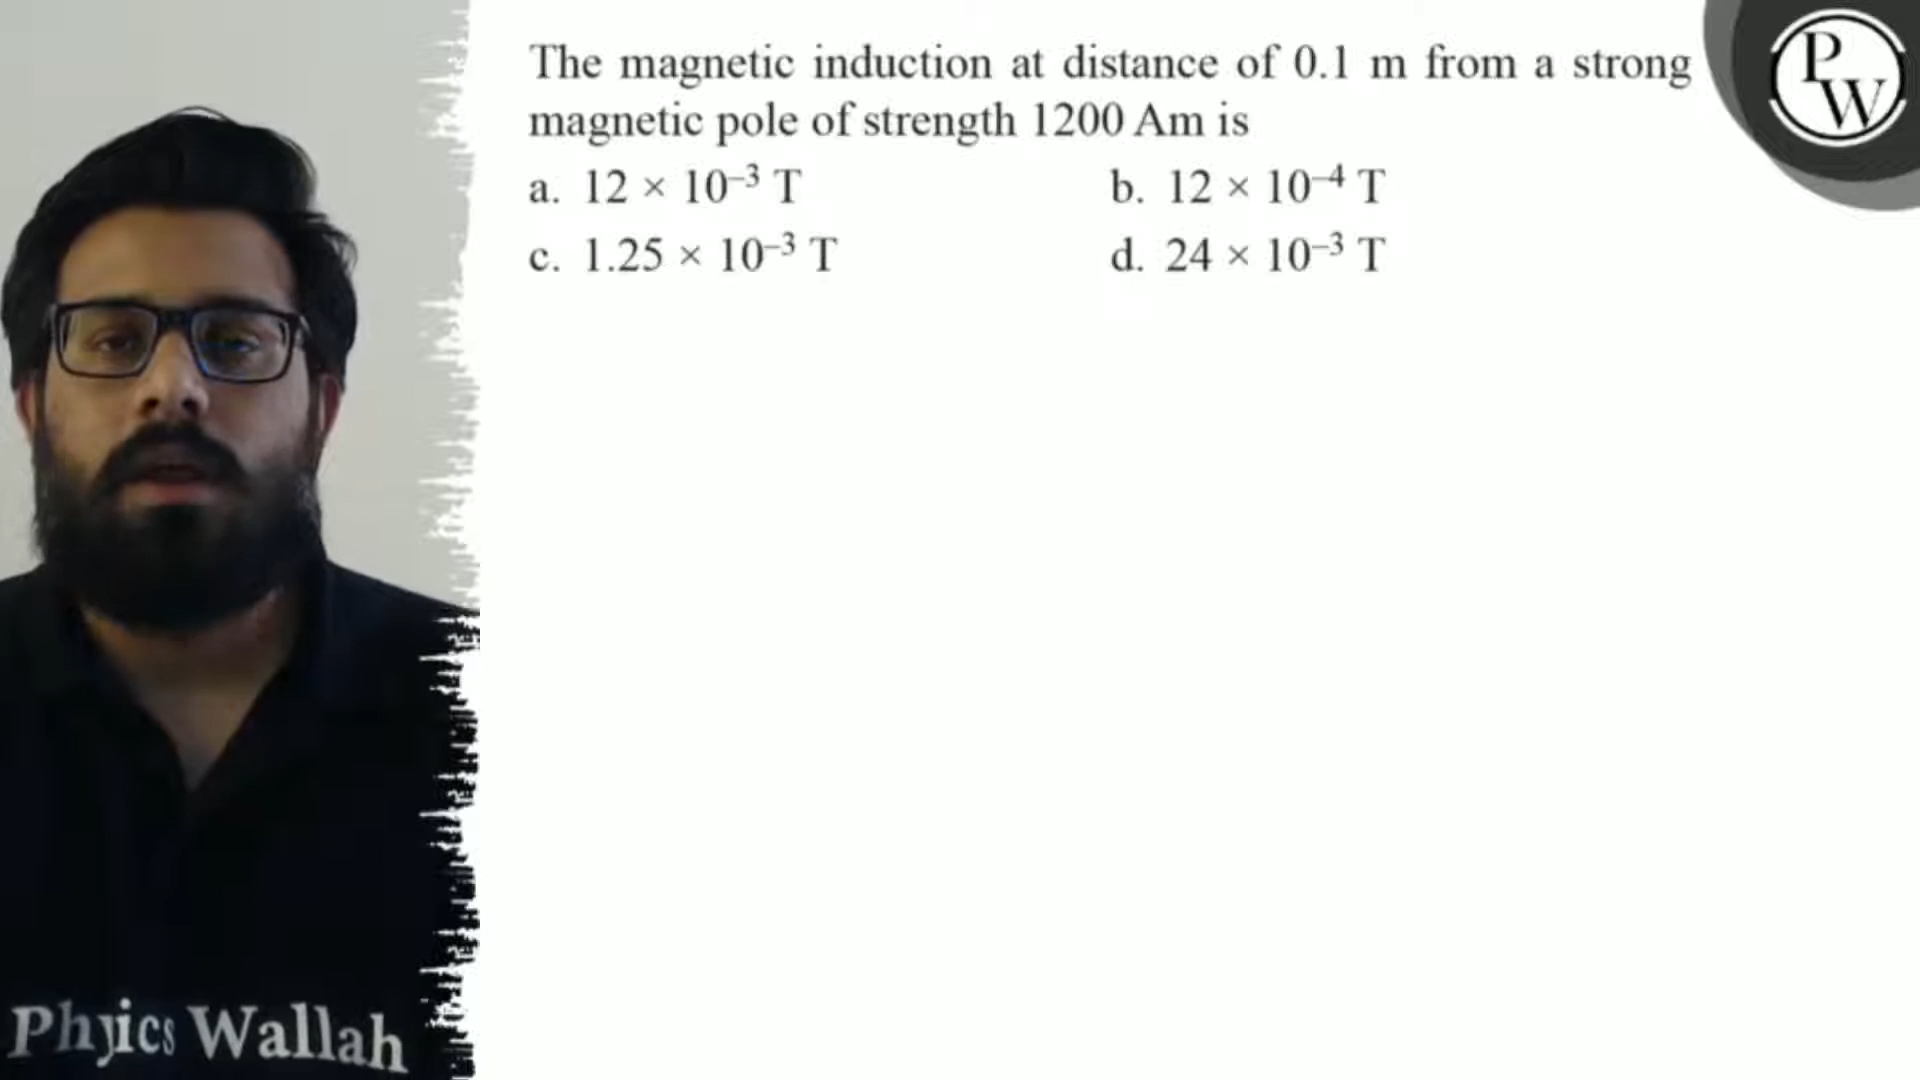 The magnetic induction at distance of 0.1 m from a strong
magnetic pole of strength 1200 Am is
a. 12 × 10⁻³ T b. 12 × 10⁻⁴ T
c. 1.25 × 10⁻³ T d. 24 × 10⁻³ T
PW
Phyics Wallah